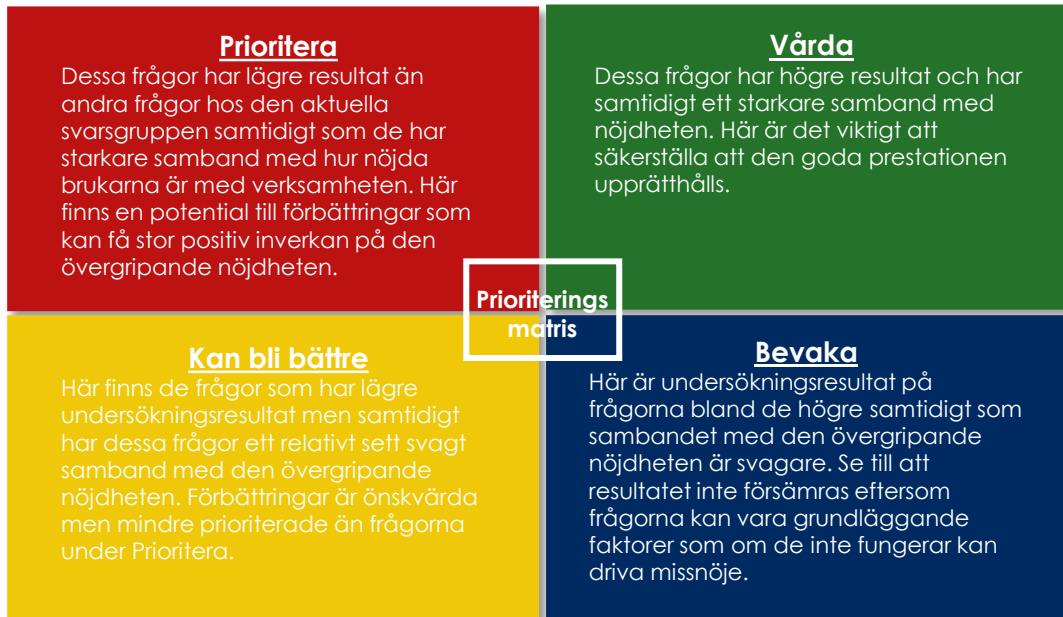 Prioritera
Dessa frågor har lägre resultat än
andra frågor hos den aktuella
svarsgruppen samtidigt som de har
starkare samband med hur nöjda
brukarna är med verksamheten. Här
finns en potential till förbättringar som
kan få stor positiv inverkan på den
övergripande nöjdheten.
Vårda
Dessa frågor har högre resultat och har
samtidigt ett starkare samband med
nöjdheten. Här är det viktigt att
säkerställa att den goda prestationen
upprätthålls.
Prioriterings
matris
Kan bli bättre
Här finns de frågor som har lägre
undersökningsresultat men samtidigt
har dessa frågor ett relativt sett svagt
samband med den övergripande
nöjdheten. Förbättringar är önskvärda
men mindre prioriterade än frågorna
under Prioritera.
Bevaka
Här är undersökningsresultat på
frågorna bland de högre samtidigt som
sambandet med den övergripande
nöjdheten är svagare. Se till att
resultatet inte försämras eftersom
frågorna kan vara grundläggande
faktorer som om de inte fungerar kan
driva missnöje.